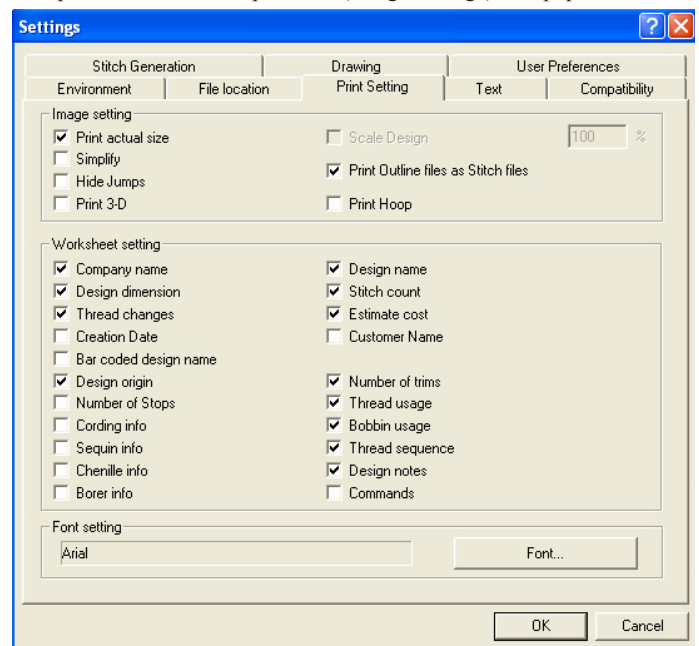 Settings
Stitch Generation Drawing User Preferences
Environment File location Print Setting Text Compatibility
Image setting
Print actual size Scale Design 100 %
Simplify
Print Outline files as Stitch files
Hide Jumps
Print 3-D Print Hoop
Worksheet setting
Company name Design name
Design dimension Stitch count
Thread changes Estimate cost
Creation Date Customer Name
Bar coded design name
Design origin Number of trims
Number of Stops Thread usage
Cording info Bobbin usage
Sequin info Thread sequence
Chenille info Design notes
Borer info Commands
Font setting
Arial Font...
OK Cancel